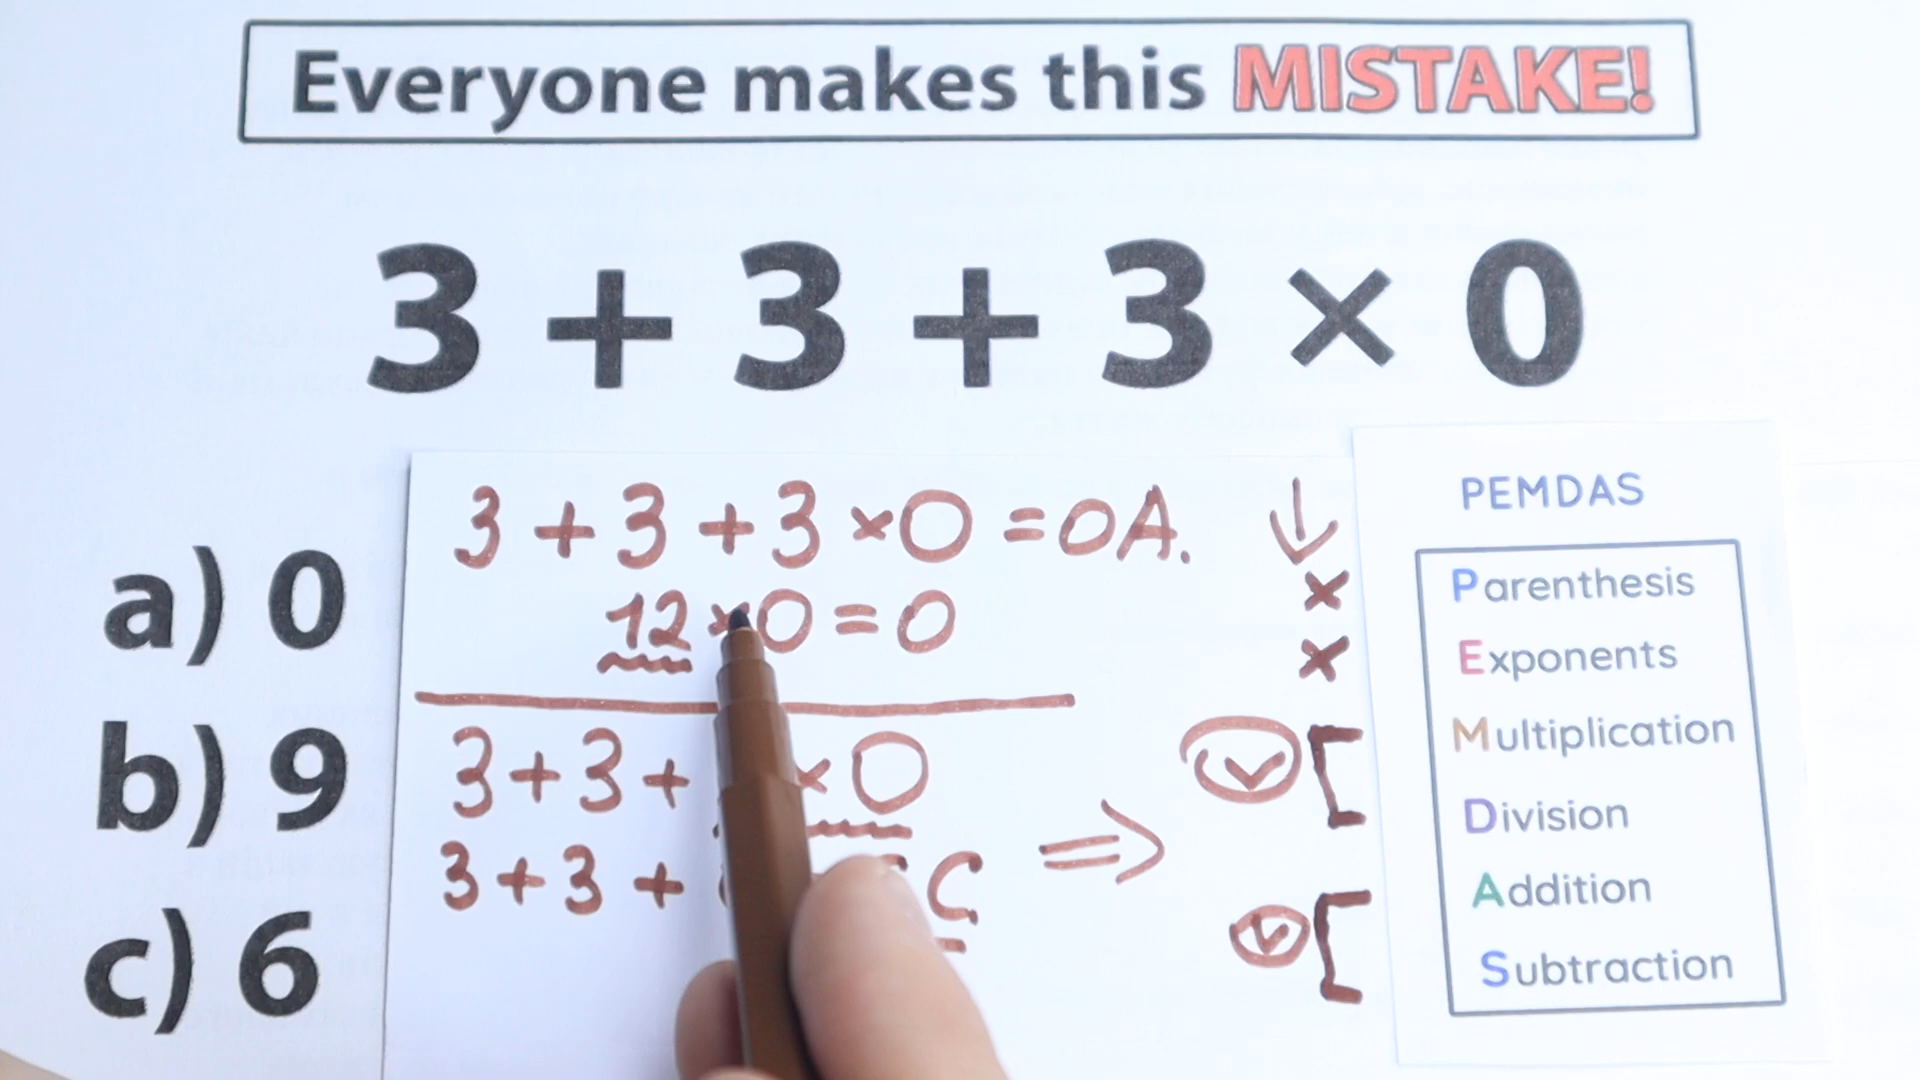 Everyone makes this MISTAKE!
3 + 3 + 3 × 0
a) 0
b) 9
c) 6
3 + 3 + 3 × 0 = 0 A.
12 × 0 = 0
3 + 3 + × 0
3 + 3 + C
⇒
PEMDAS
Parenthesis
Exponents
Multiplication
Division
Addition
Subtraction